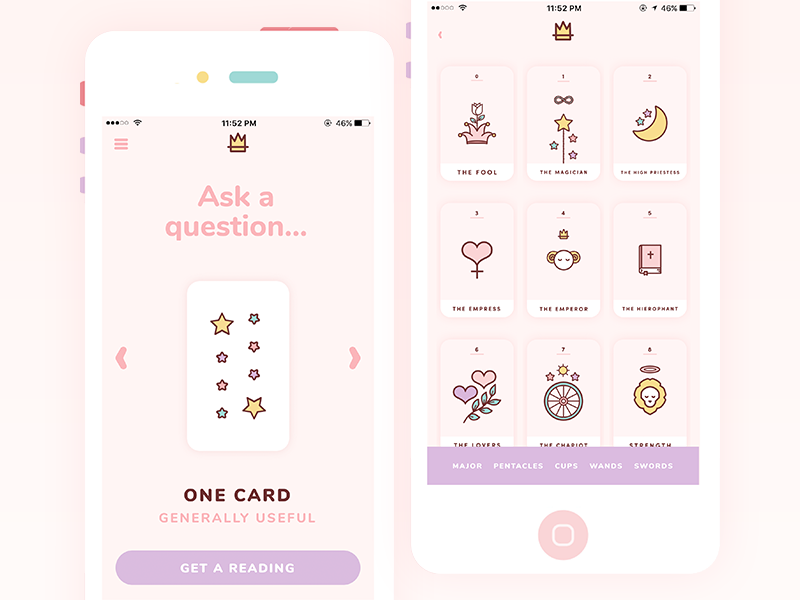 11:52 PM
46%
Ask a
question...
ONE CARD
GENERALLY USEFUL
GET A READING
11:52 PM
46%
0
1
2
THE FOOL
THE MAGICIAN
THE HIGH PRIESTESS
3
4
5
THE EMPRESS
THE EMPEROR
THE HIEROPHANT
6
7
8
THE LOVERS
THE CHARIOT
STRENGTH
MAJOR PENTACLES CUPS WANDS SWORDS